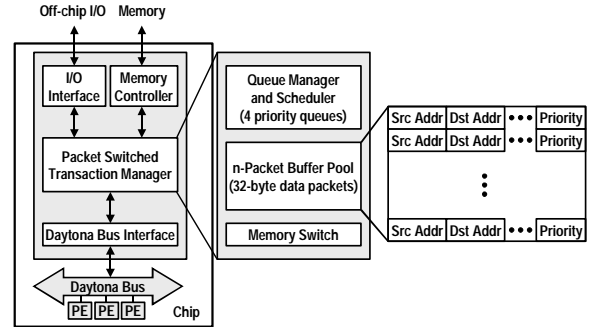 Off-chip I/O
Memory
I/O
Interface
Memory
Controller
Packet Switched
Transaction Manager
Daytona Bus Interface
Daytona Bus
PE PE PE
Chip
Queue Manager
and Scheduler
(4 priority queues)
n-Packet Buffer Pool
(32-byte data packets)
Memory Switch
Src Addr Dst Addr ••• Priority
Src Addr Dst Addr ••• Priority
Src Addr Dst Addr ••• Priority